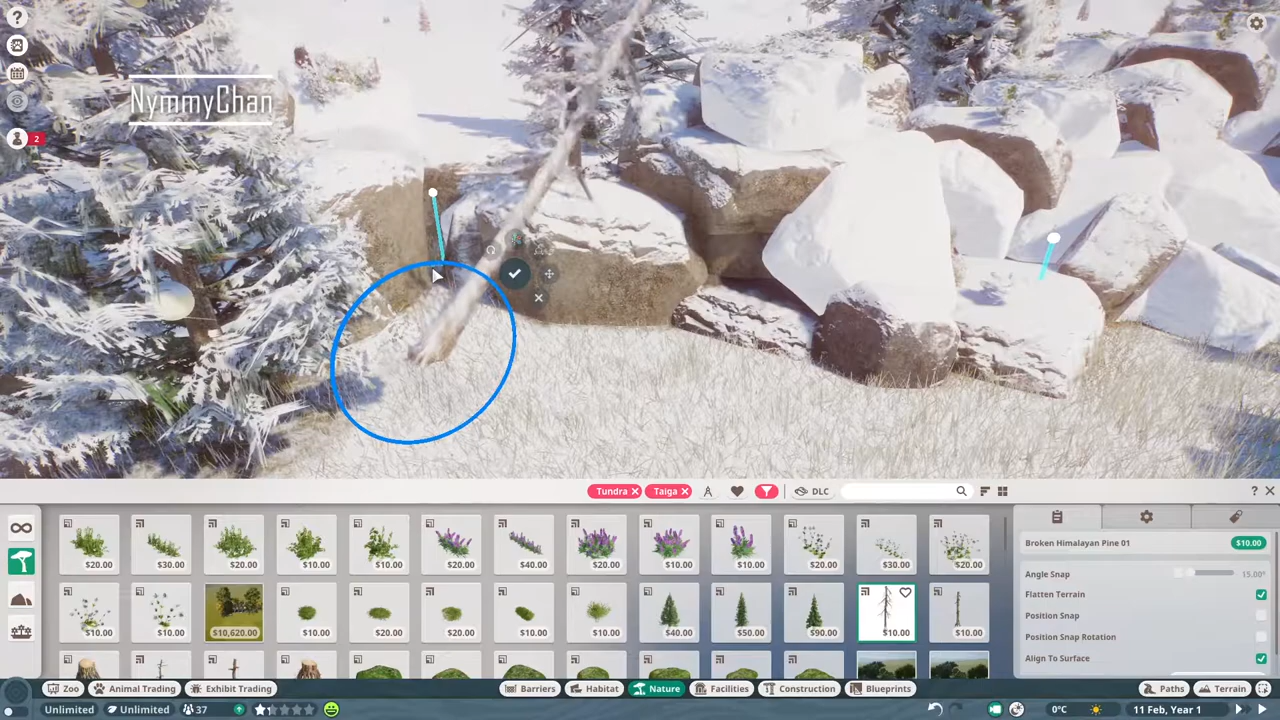 ?
2
NymmyChan
Tundra ✕ Taiga ✕ DLC ? ✕
$20.00 $30.00 $20.00 $10.00 $10.00 $20.00 $40.00 $20.00 $10.00 $10.00 $20.00 $30.00 $20.00
$10.00 $10.00 $10,620.00 $10.00 $20.00 $20.00 $10.00 $10.00 $40.00 $50.00 $90.00 $10.00 $10.00
Broken Himalayan Pine 01 $10.00
Angle Snap 15.00°
Flatten Terrain
Position Snap
Position Snap Rotation
Align To Surface
Zoo Animal Trading Exhibit Trading Barriers Habitat Nature Facilities Construction Blueprints Paths Terrain
Unlimited Unlimited 37 0°C 11 Feb, Year 1